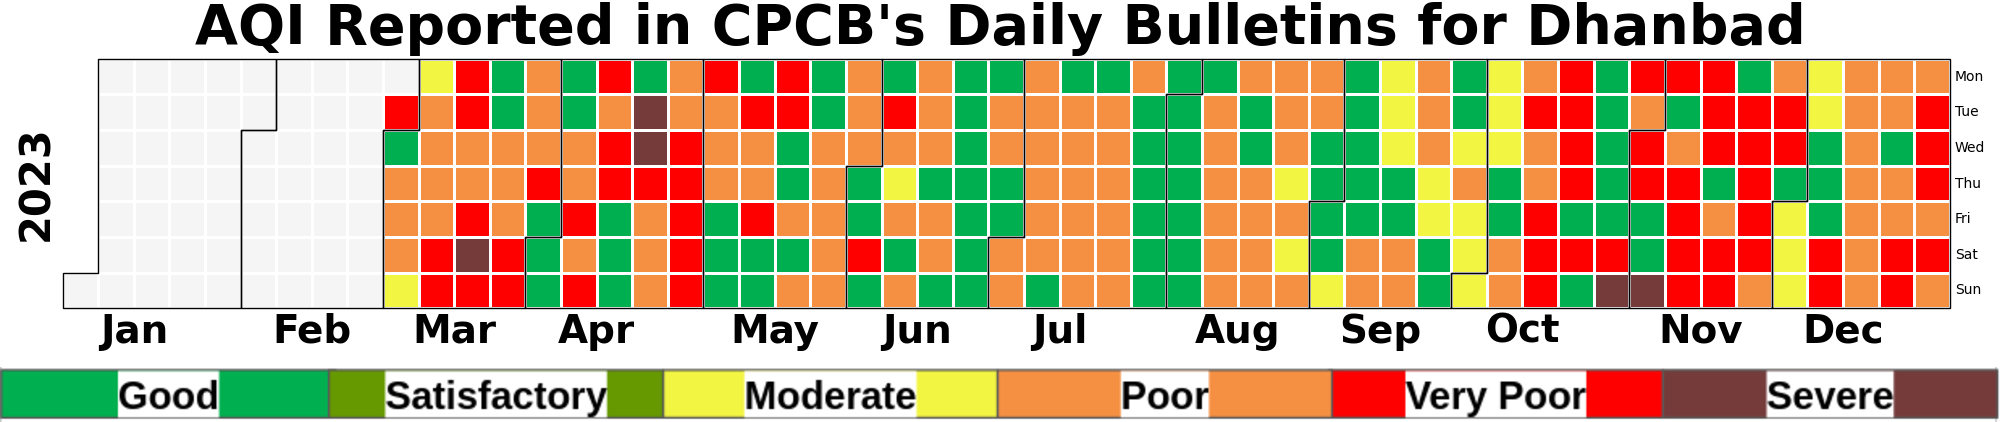 AQI Reported in CPCB's Daily Bulletins for Dhanbad
2023
Mon
Tue
Wed
Thu
Fri
Sat
Sun
Jan Feb Mar Apr May Jun Jul Aug Sep Oct Nov Dec
Good Satisfactory Moderate Poor Very Poor Severe